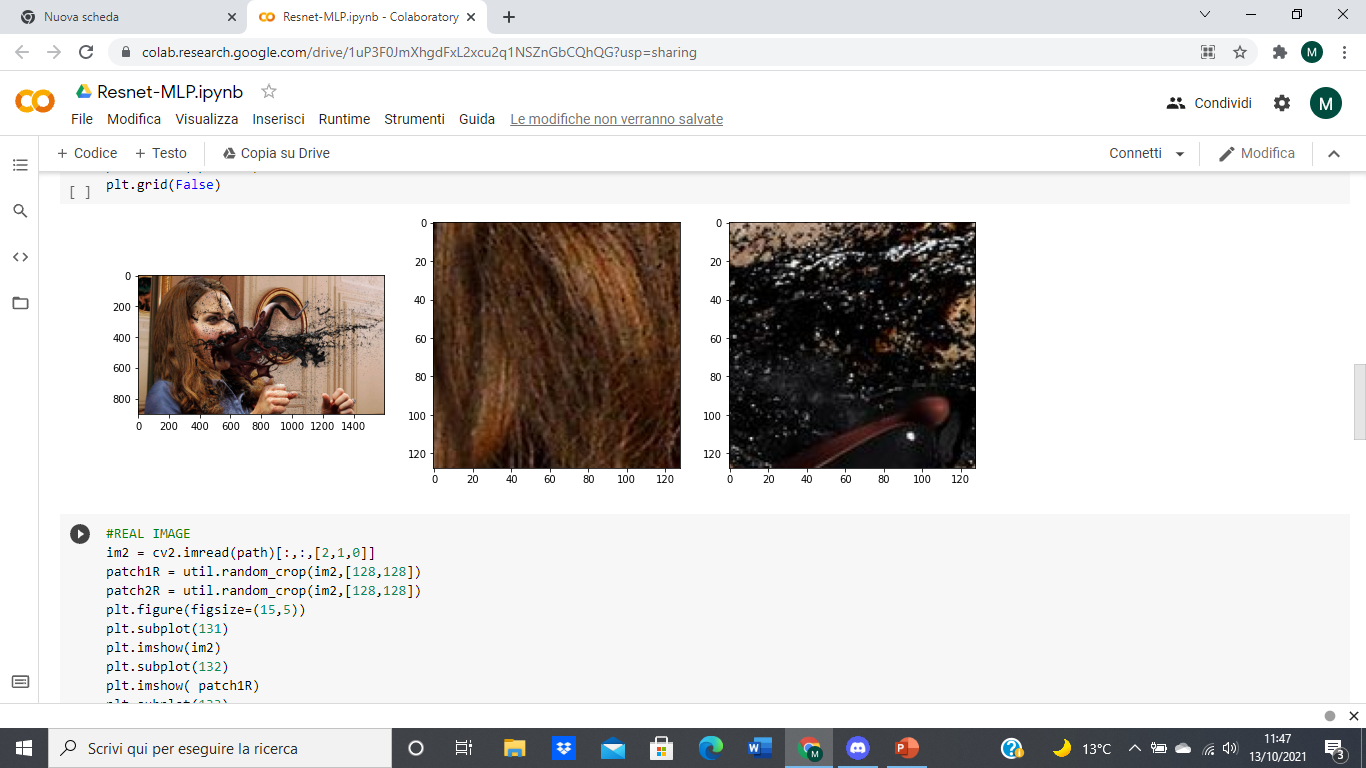 Nuova scheda
Resnet-MLP.ipynb - Colaboratory
colab.research.google.com/drive/1uP3F0JmXhgdFxL2xcu2q1NSZnGbCQhQG?usp=sharing
M
Resnet-MLP.ipynb
Condividi
M
File Modifica Visualizza Inserisci Runtime Strumenti Guida Le modifiche non verranno salvate
+ Codice + Testo Copia su Drive Connetti Modifica
[ ] plt.grid(False)
0 200 400 600 800
0 200 400 600 800 1000 1200 1400
0 20 40 60 80 100 120
0 20 40 60 80 100 120
0 20 40 60 80 100 120
0 20 40 60 80 100 120
#REAL IMAGE
im2 = cv2.imread(path)[:,:,[2,1,0]]
patch1R = util.random_crop(im2,[128,128])
patch2R = util.random_crop(im2,[128,128])
plt.figure(figsize=(15,5))
plt.subplot(131)
plt.imshow(im2)
plt.subplot(132)
plt.imshow( patch1R)
Scrivi qui per eseguire la ricerca
13°C
11:47
13/10/2021
3